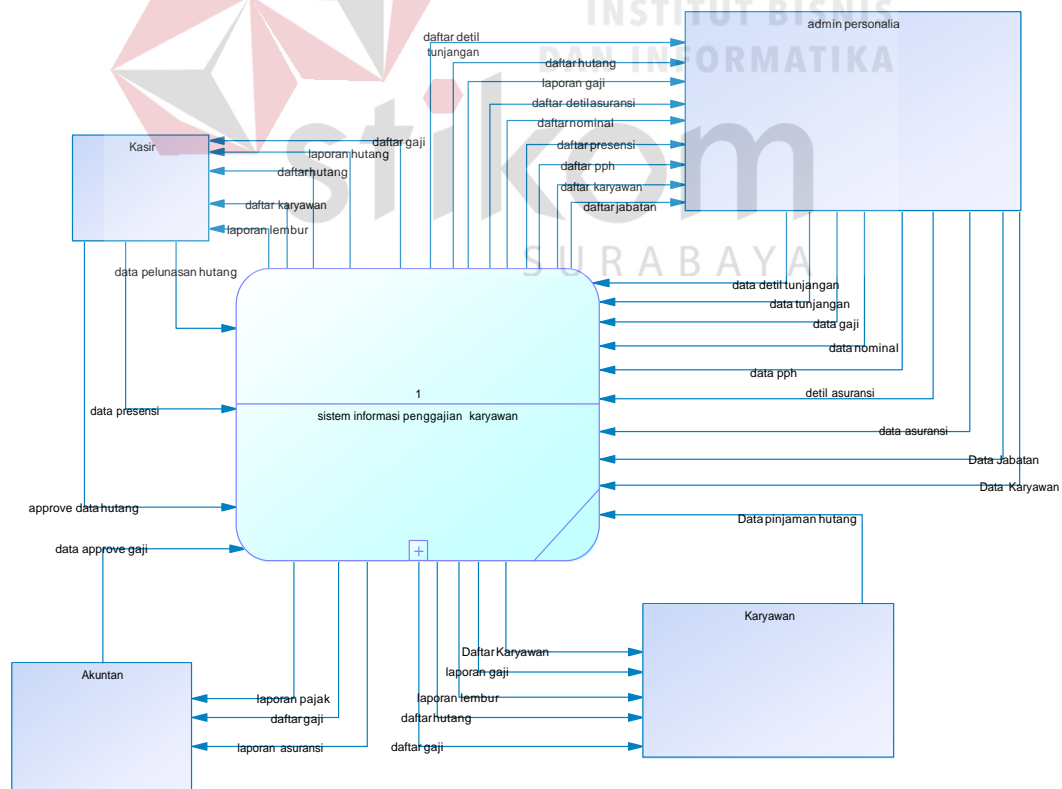 INSTITUT BISNIS
DAN INFORMATIKA
stikom
SURABAYA
admin personalia
daftar detil
tunjangan
daftar hutang
laporan gaji
daftar detil asuransi
daftar nominal
daftar presensi
daftar pph
daftar karyawan
daftar jabatan
Kasir
daftar gaji
laporan hutang
daftar hutang
daftar karyawan
laporan lembur
data pelunasan hutang
data presensi
approve data hutang
data approve gaji
data detil tunjangan
data tunjangan
data gaji
data nominal
data pph
detil asuransi
data asuransi
Data Jabatan
Data Karyawan
Data pinjaman hutang
1
sistem informasi penggajian karyawan
+
Karyawan
Daftar Karyawan
laporan gaji
laporan lembur
daftar hutang
daftar gaji
Akuntan
laporan pajak
daftar gaji
laporan asuransi